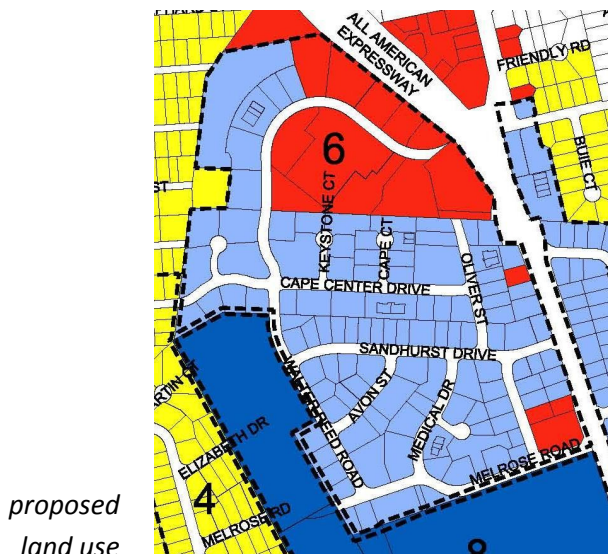 ALL AMERICAN
EXPRESSWAY
FRIENDLY RD
BUIE CT
6
KEYSTONE CT
CAPE CT
OLIVER ST
CAPE CENTER DRIVE
SANDHURST DRIVE
AVON ST
MEDICAL DR
ROAD
MELROSE ROAD
ELIZABETH DR
4
MELROSE RD
proposed
land use